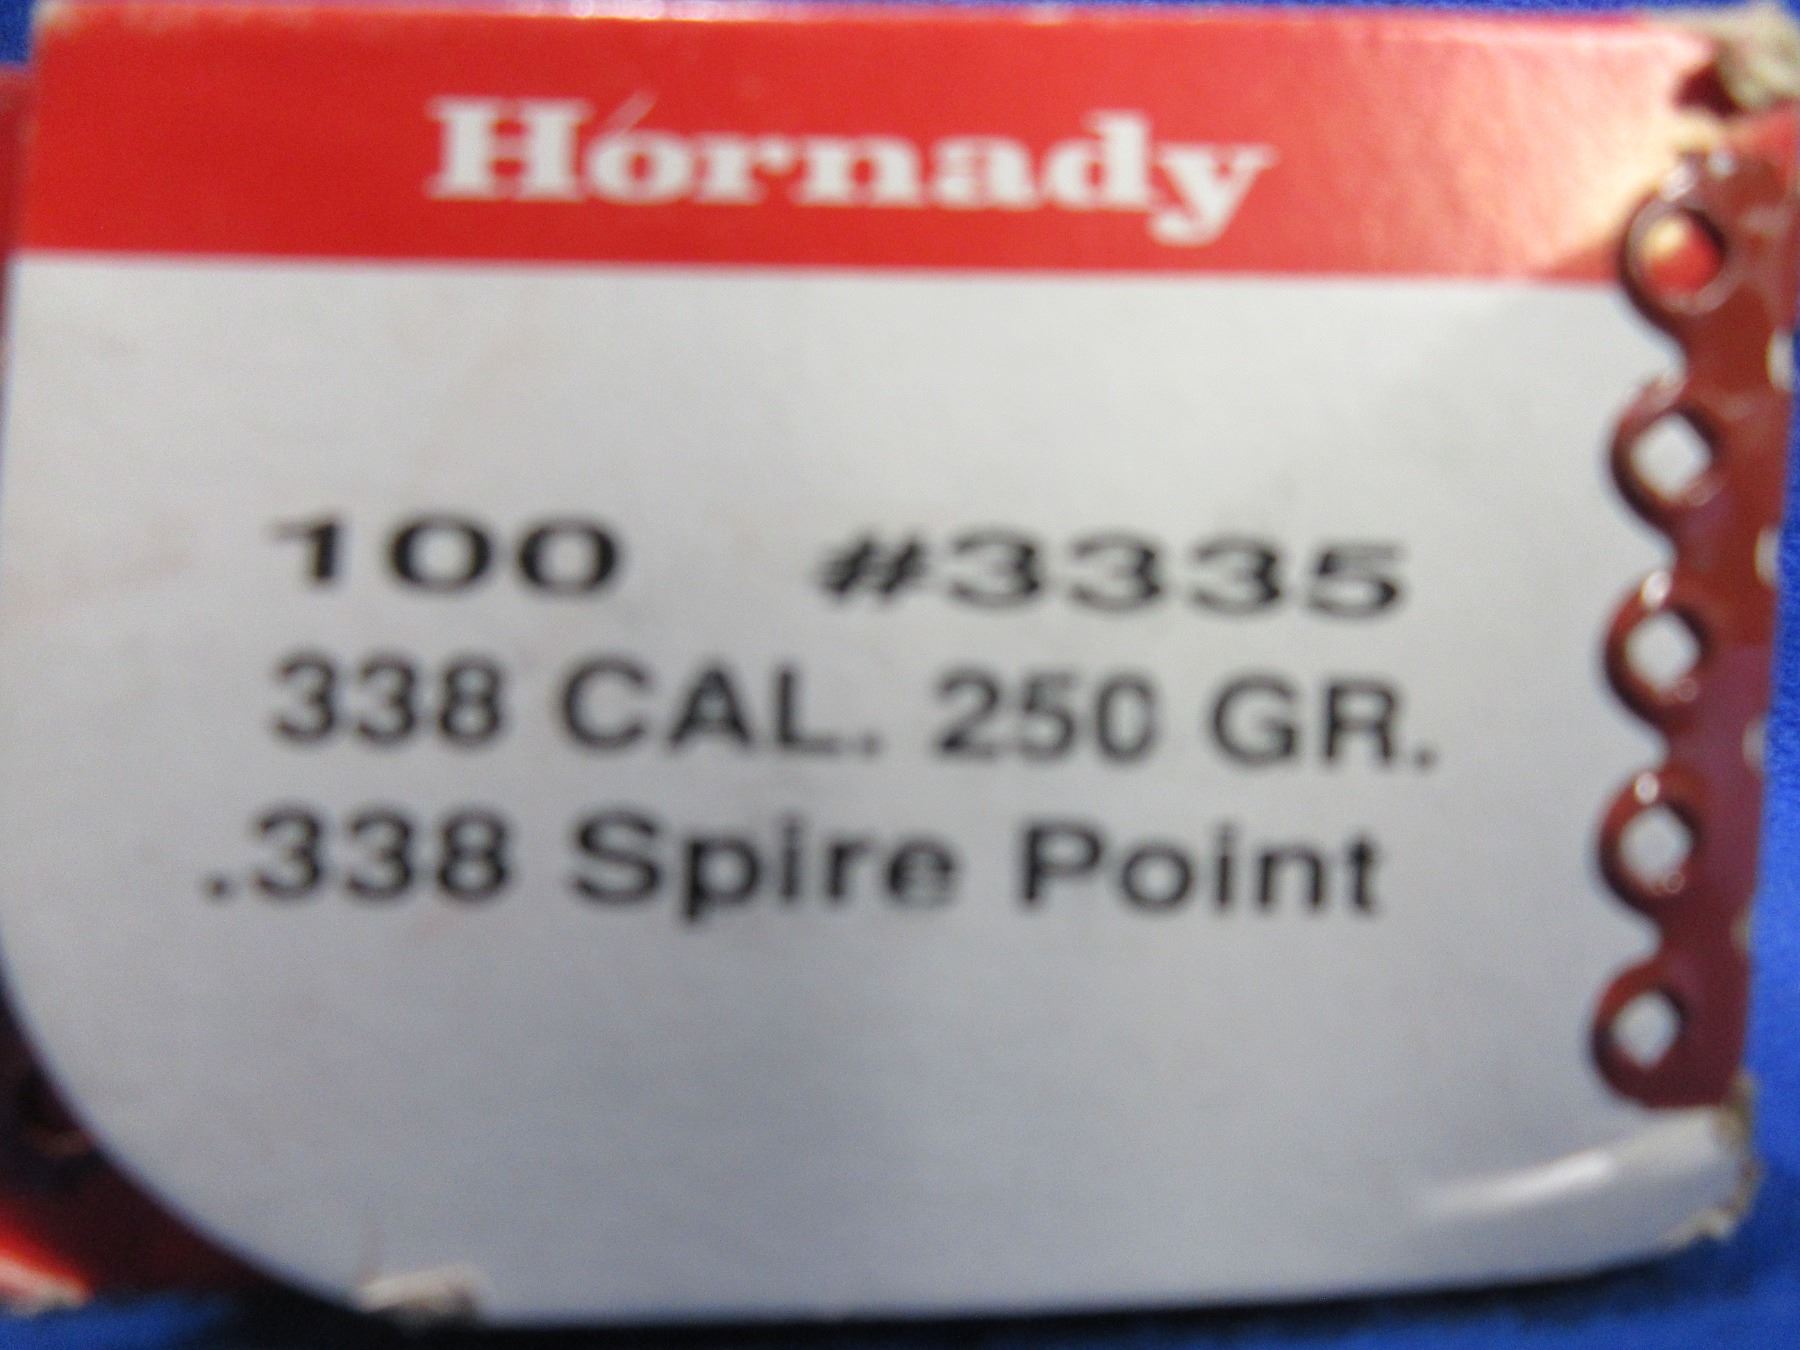 Hornady
100 #3335
338 CAL. 250 GR.
.338 Spire Point